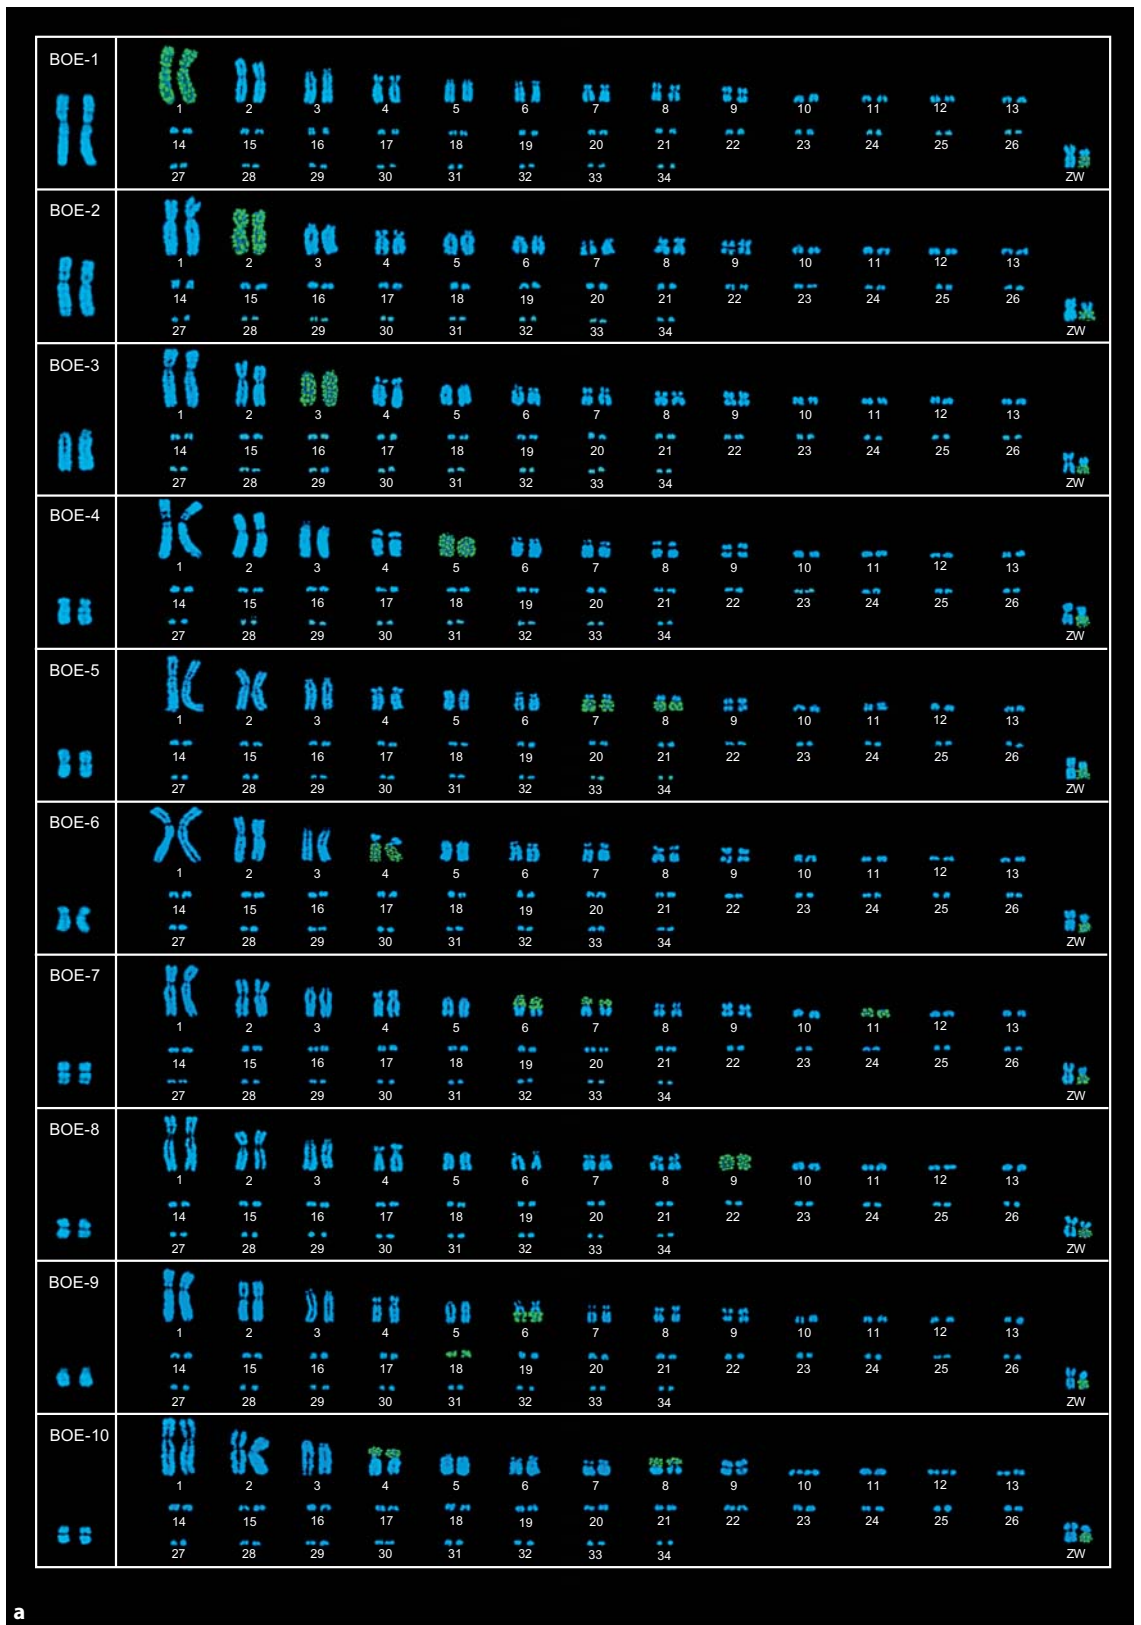 BOE-1
1 2 3 4 5 6 7 8 9 10 11 12 13
14 15 16 17 18 19 20 21 22 23 24 25 26
27 28 29 30 31 32 33 34 ZW
BOE-2
1 2 3 4 5 6 7 8 9 10 11 12 13
14 15 16 17 18 19 20 21 22 23 24 25 26
27 28 29 30 31 32 33 34 ZW
BOE-3
1 2 3 4 5 6 7 8 9 10 11 12 13
14 15 16 17 18 19 20 21 22 23 24 25 26
27 28 29 30 31 32 33 34 ZW
BOE-4
1 2 3 4 5 6 7 8 9 10 11 12 13
14 15 16 17 18 19 20 21 22 23 24 25 26
27 28 29 30 31 32 33 34 ZW
BOE-5
1 2 3 4 5 6 7 8 9 10 11 12 13
14 15 16 17 18 19 20 21 22 23 24 25 26
27 28 29 30 31 32 33 34 ZW
BOE-6
1 2 3 4 5 6 7 8 9 10 11 12 13
14 15 16 17 18 19 20 21 22 23 24 25 26
27 28 29 30 31 32 33 34 ZW
BOE-7
1 2 3 4 5 6 7 8 9 10 11 12 13
14 15 16 17 18 19 20 21 22 23 24 25 26
27 28 29 30 31 32 33 34 ZW
BOE-8
1 2 3 4 5 6 7 8 9 10 11 12 13
14 15 16 17 18 19 20 21 22 23 24 25 26
27 28 29 30 31 32 33 34 ZW
BOE-9
1 2 3 4 5 6 7 8 9 10 11 12 13
14 15 16 17 18 19 20 21 22 23 24 25 26
27 28 29 30 31 32 33 34 ZW
BOE-10
1 2 3 4 5 6 7 8 9 10 11 12 13
14 15 16 17 18 19 20 21 22 23 24 25 26
27 28 29 30 31 32 33 34 ZW
a